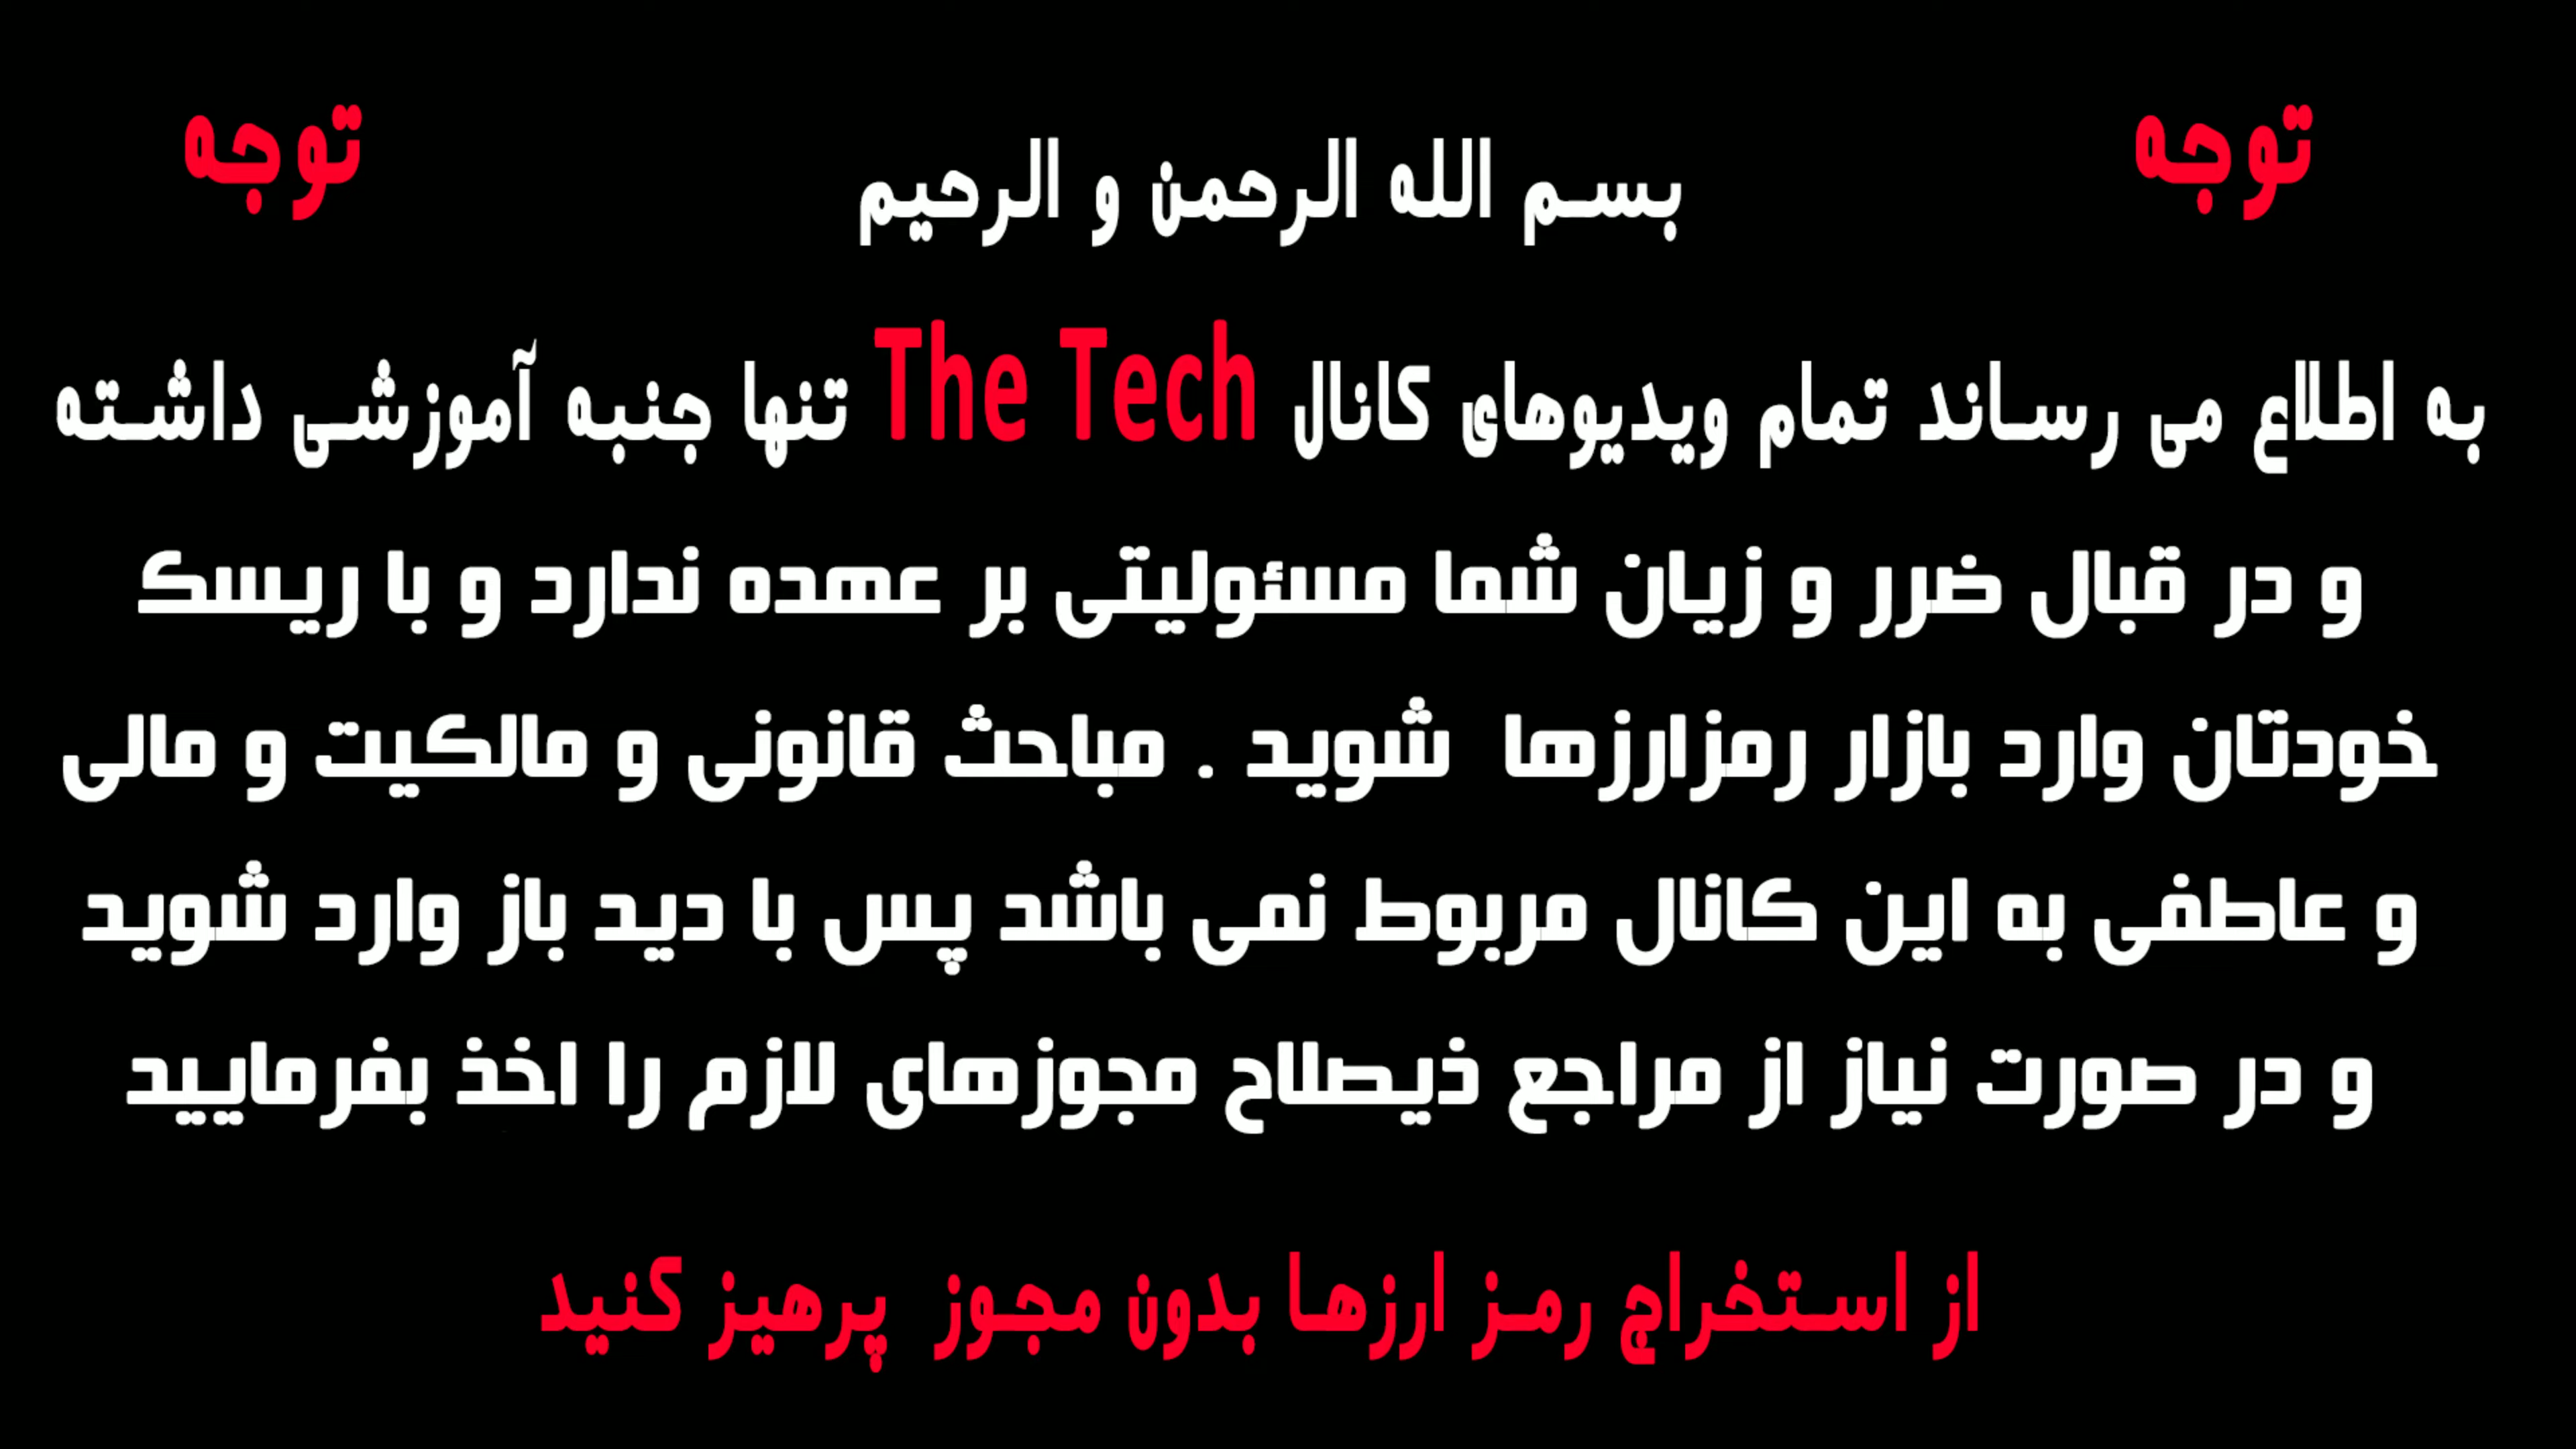 توجه
توجه
بسم الله الرحمن و الرحیم
به اطلاع می رساند تمام ویدیوهای کانال The Tech تنها جنبه آموزشی داشته
و در قبال ضرر و زیان شما مسئولیتی بر عهده ندارد و با ریسک
خودتان وارد بازار رمزارزها شوید . مباحث قانونی و مالکیت و مالی
و عاطفی به این کانال مربوط نمی باشد پس با دید باز وارد شوید
و در صورت نیاز از مراجع ذیصلاح مجوزهای لازم را اخذ بفرمایید
از استخراج رمز ارزها بدون مجوز پرهیز کنید